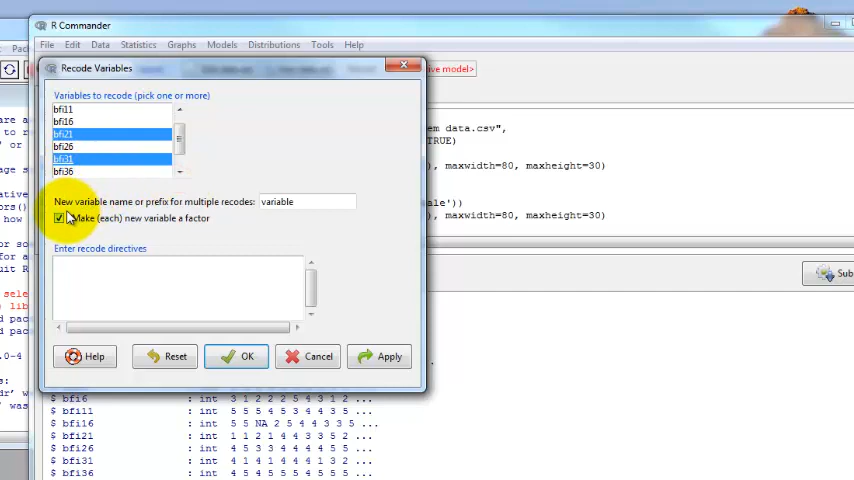 R Commander
File Edit Data Statistics Graphs Models Distributions Tools Help
Recode Variables
Variables to recode (pick one or more)
bfi11
bfi16
bfi21
bfi26
bfi31
bfi36
New variable name or prefix for multiple recodes: variable
Make (each) new variable a factor
Enter recode directives
Help Reset OK Cancel Apply
ive model>
em data.csv",
TRUE)
), maxwidth=80, maxheight=30)
ale'))
), maxwidth=80, maxheight=30)
Sub
$ bfi6 : int 3 1 2 2 2 5 4 3 1 2 ...
$ bfi11 : int 5 5 5 4 5 3 4 4 3 5 ...
$ bfi16 : int 5 5 NA 2 5 4 4 3 3 5 ...
$ bfi21 : int 1 1 2 1 4 4 3 3 5 2 ...
$ bfi26 : int 4 5 3 3 4 4 4 5 5 ...
$ bfi31 : int 4 1 4 1 4 4 4 1 3 2 ...
$ bfi36 : int 4 5 4 5 5 4 5 5 5 ...